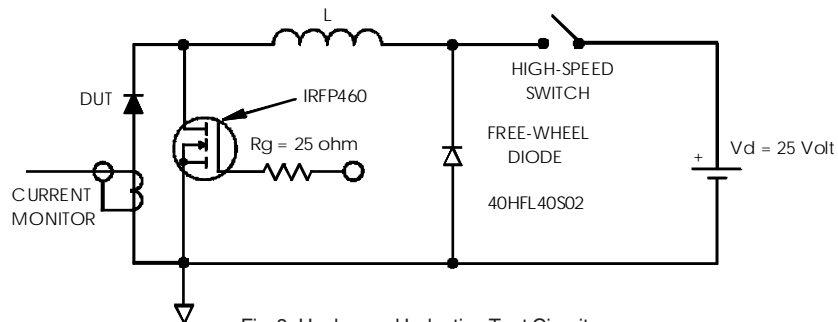 L
HIGH-SPEED
SWITCH
DUT
IRFP460
Rg = 25 ohm
FREE-WHEEL
DIODE
+
Vd = 25 Volt
40HFL40S02
CURRENT
MONITOR